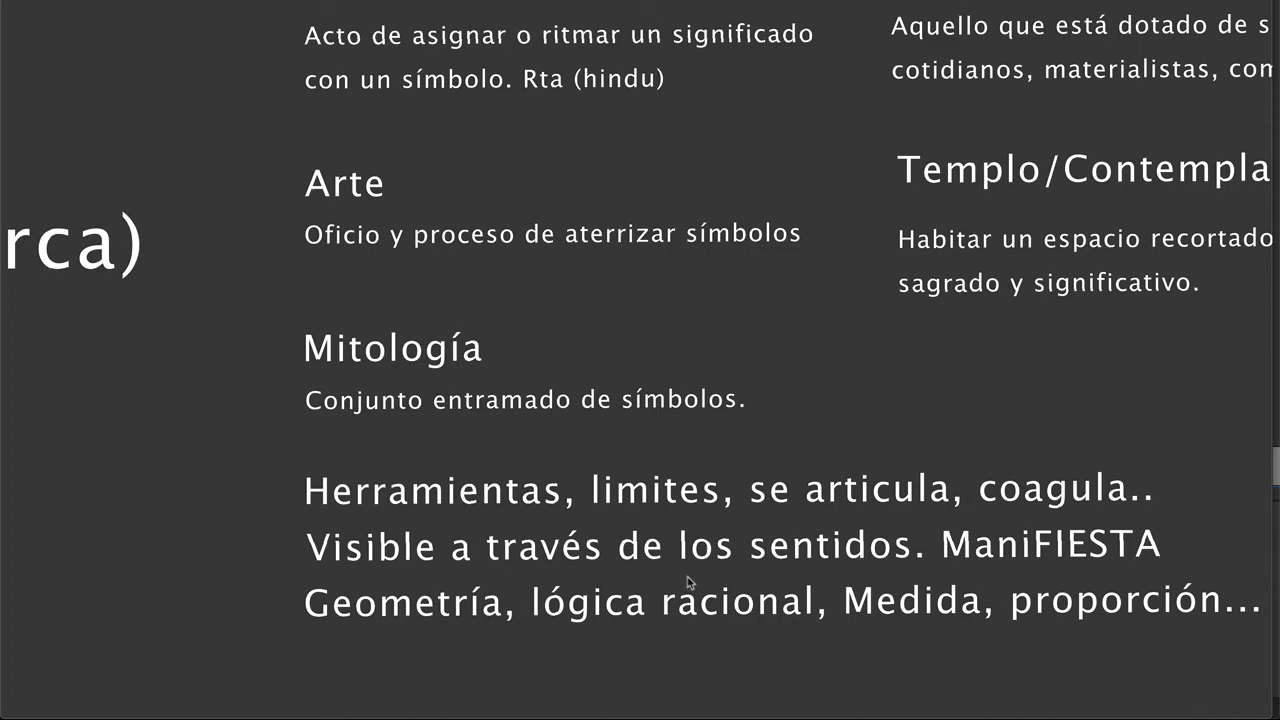 Acto de asignar o ritmar un significado
con un símbolo. Rta (hindu)
Aquello que está dotado de s
cotidianos, materialistas, com
rca)
Arte
Oficio y proceso de aterrizar símbolos
Templo/Contempla
Habitar un espacio recortado
sagrado y significativo.
Mitología
Conjunto entramado de símbolos.
Herramientas, limites, se articula, coagula..
Visible a través de los sentidos. ManiFIESTA
Geometría, lógica racional, Medida, proporción...